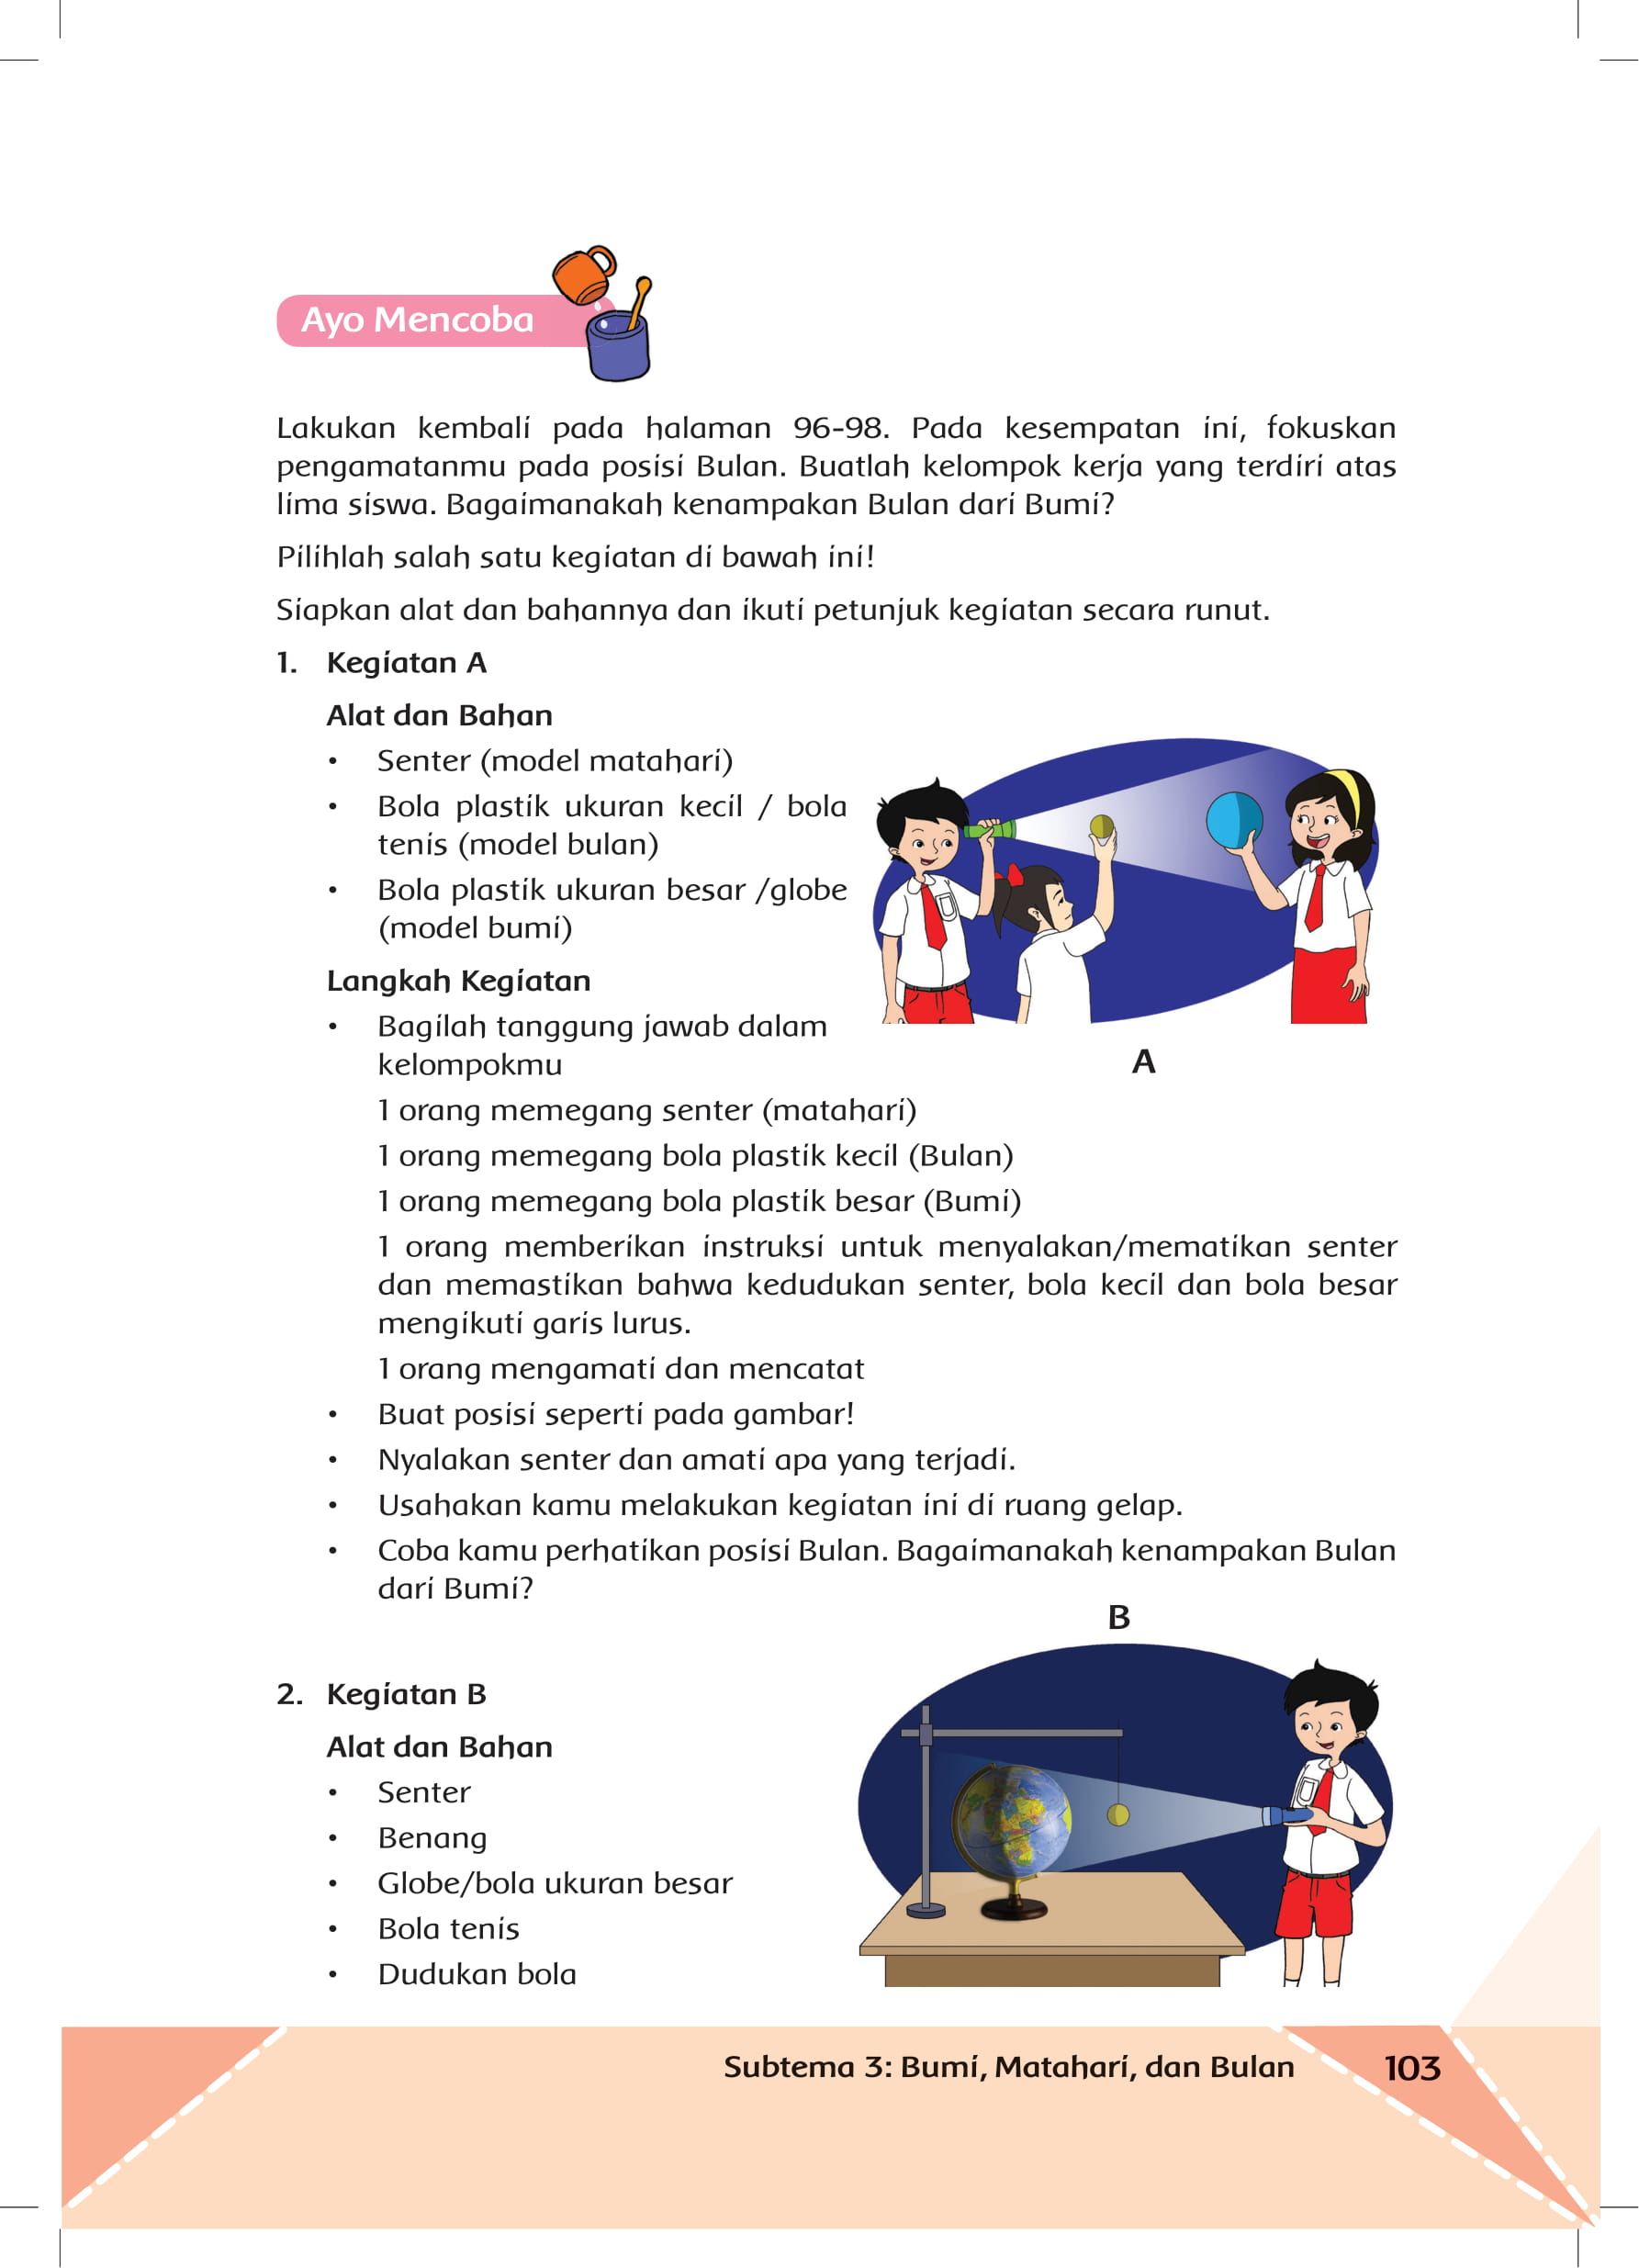 Ayo Mencoba
Lakukan kembali pada halaman 96-98. Pada kesempatan ini, fokuskan
pengamatanmu pada posisi Bulan. Buatlah kelompok kerja yang terdiri atas
lima siswa. Bagaimanakah kenampakan Bulan dari Bumi?
Pilihlah salah satu kegiatan di bawah ini!
Siapkan alat dan bahannya dan ikuti petunjuk kegiatan secara runut.
1. Kegiatan A
Alat dan Bahan
• Senter (model matahari)
• Bola plastik ukuran kecil / bola
tenis (model bulan)
• Bola plastik ukuran besar /globe
(model bumi)
Langkah Kegiatan
• Bagilah tanggung jawab dalam
kelompokmu
A
1 orang memegang senter (matahari)
1 orang memegang bola plastik kecil (Bulan)
1 orang memegang bola plastik besar (Bumi)
1 orang memberikan instruksi untuk menyalakan/mematikan senter
dan memastikan bahwa kedudukan senter, bola kecil dan bola besar
mengikuti garis lurus.
1 orang mengamati dan mencatat
• Buat posisi seperti pada gambar!
• Nyalakan senter dan amati apa yang terjadi.
• Usahakan kamu melakukan kegiatan ini di ruang gelap.
• Coba kamu perhatikan posisi Bulan. Bagaimanakah kenampakan Bulan
dari Bumi?
B
2. Kegiatan B
Alat dan Bahan
• Senter
• Benang
• Globe/bola ukuran besar
• Bola tenis
• Dudukan bola
Subtema 3: Bumi, Matahari, dan Bulan 103